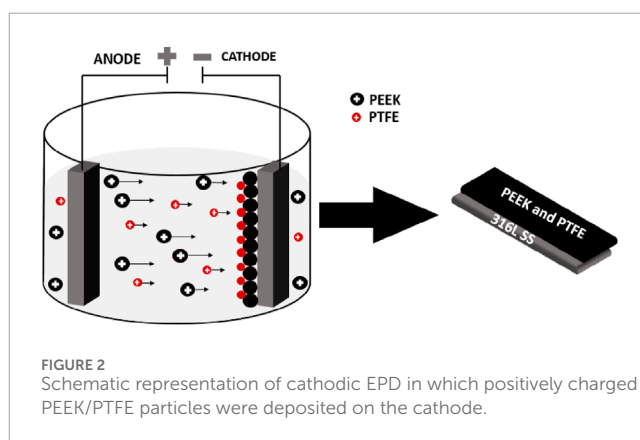 ANODE + − CATHODE
+ PEEK
+ PTFE
PEEK and PTFE
316L SS
FIGURE 2
Schematic representation of cathodic EPD in which positively charged
PEEK/PTFE particles were deposited on the cathode.